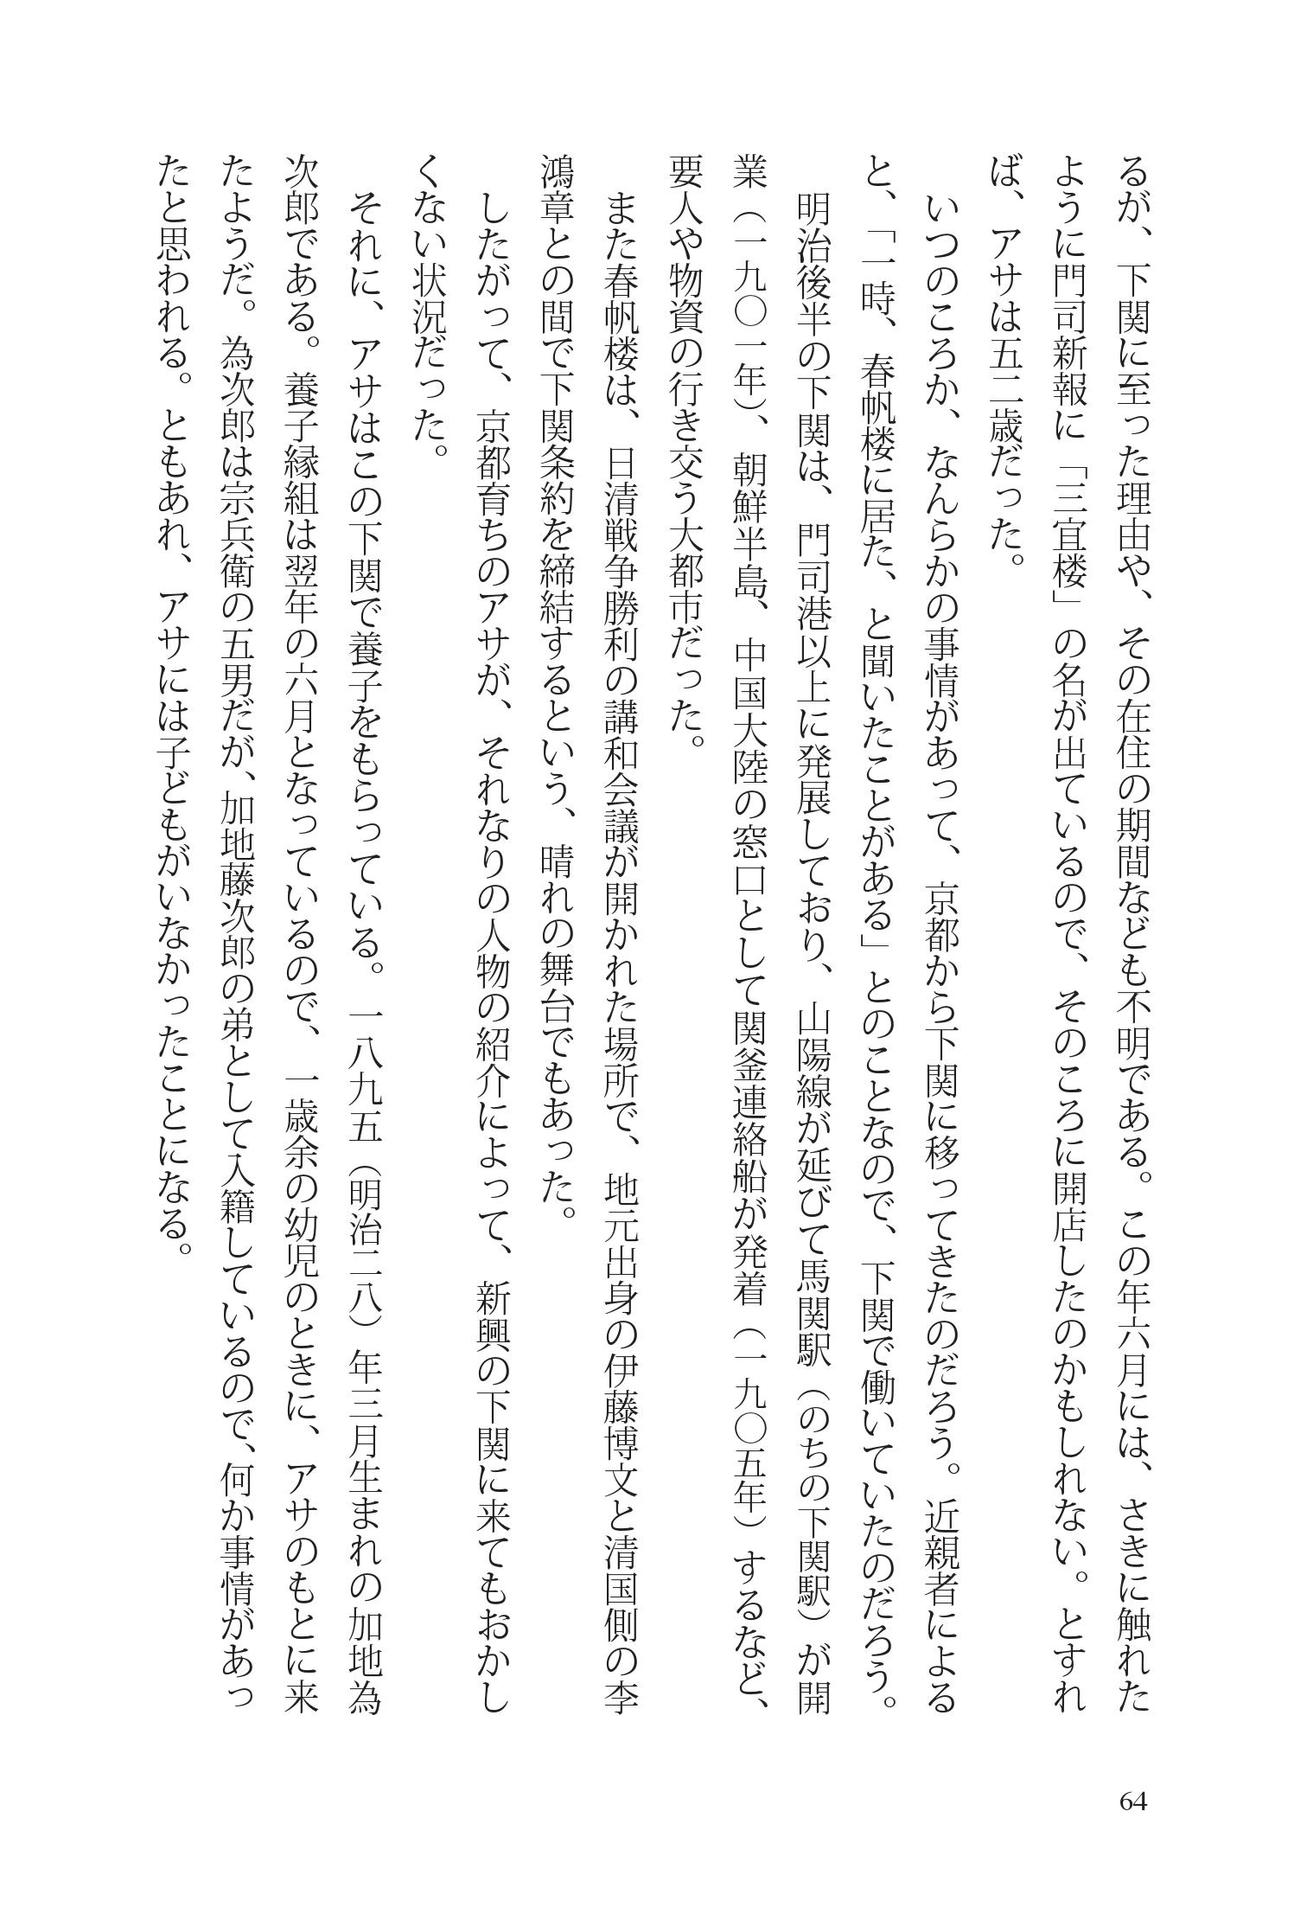 るが、下関に至った理由や、その在住の期間なども不明である。この年六月には、さきに触れた
ように門司新報に「三宜楼」の名が出ているので、そのころに開店したのかもしれない。とすれ
ば、アサは五二歳だった。
いつのころか、なんらかの事情があって、京都から下関に移ってきたのだろう。近親者による
と、「一時、春帆楼に居た、と聞いたことがある」とのことなので、下関で働いていたのだろう。
明治後半の下関は、門司港以上に発展しており、山陽線が延びて馬関駅（のちの下関駅）が開
業（一九〇一年）、朝鮮半島、中国大陸の窓口として関釜連絡船が発着（一九〇五年）するなど、
要人や物資の行き交う大都市だった。
また春帆楼は、日清戦争勝利の講和会議が開かれた場所で、地元出身の伊藤博文と清国側の李
鴻章との間で下関条約を締結するという、晴れの舞台でもあった。
したがって、京都育ちのアサが、それなりの人物の紹介によって、新興の下関に来てもおかし
くない状況だった。
それに、アサはこの下関で養子をもらっている。一八九五（明治二八）年三月生まれの加地為
次郎である。養子縁組は翌年の六月となっているので、一歳余の幼児のときに、アサのもとに来
たようだ。為次郎は宗兵衛の五男だが、加地藤次郎の弟として入籍しているので、何か事情があっ
たと思われる。ともあれ、アサには子どもがいなかったことになる。
64